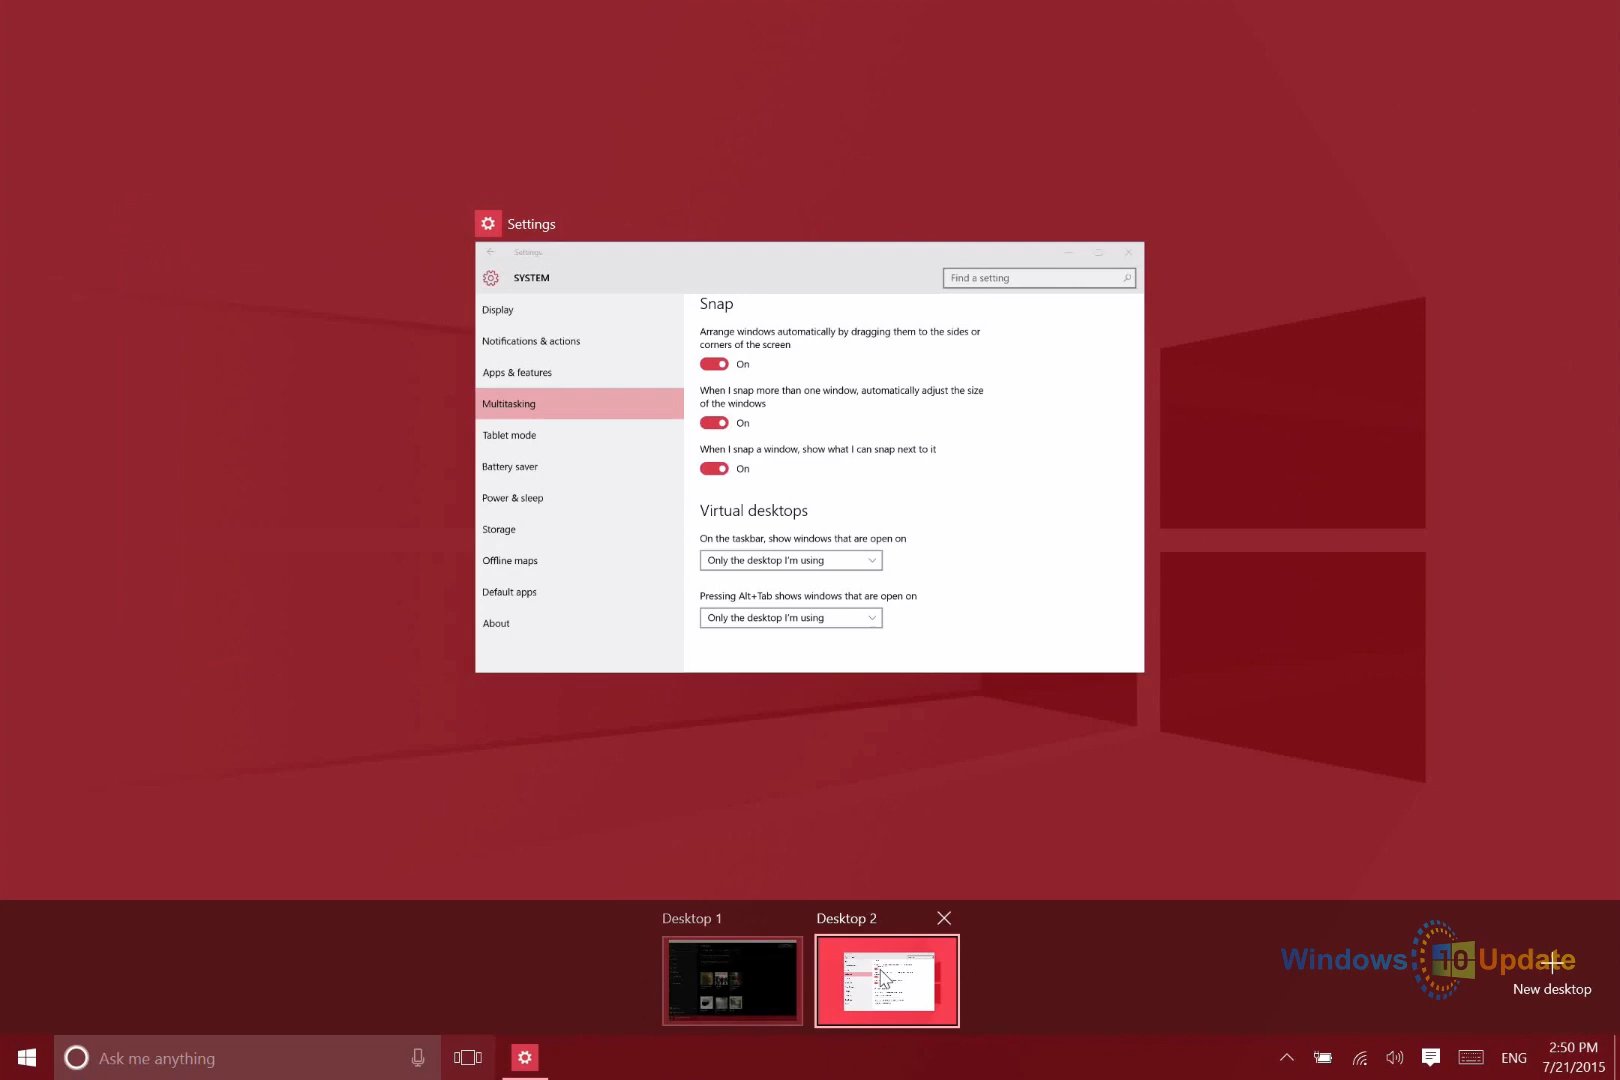 Settings
Settings
SYSTEM
Find a setting
Display
Notifications & actions
Apps & features
Multitasking
Tablet mode
Battery saver
Power & sleep
Storage
Offline maps
Default apps
About
Snap
Arrange windows automatically by dragging them to the sides or
corners of the screen
On
When I snap more than one window, automatically adjust the size
of the windows
On
When I snap a window, show what I can snap next to it
On
Virtual desktops
On the taskbar, show windows that are open on
Only the desktop I'm using
Pressing Alt+Tab shows windows that are open on
Only the desktop I'm using
Desktop 1
Desktop 2
Windows 10 Update
New desktop
Ask me anything
ENG
2:50 PM
7/21/2015